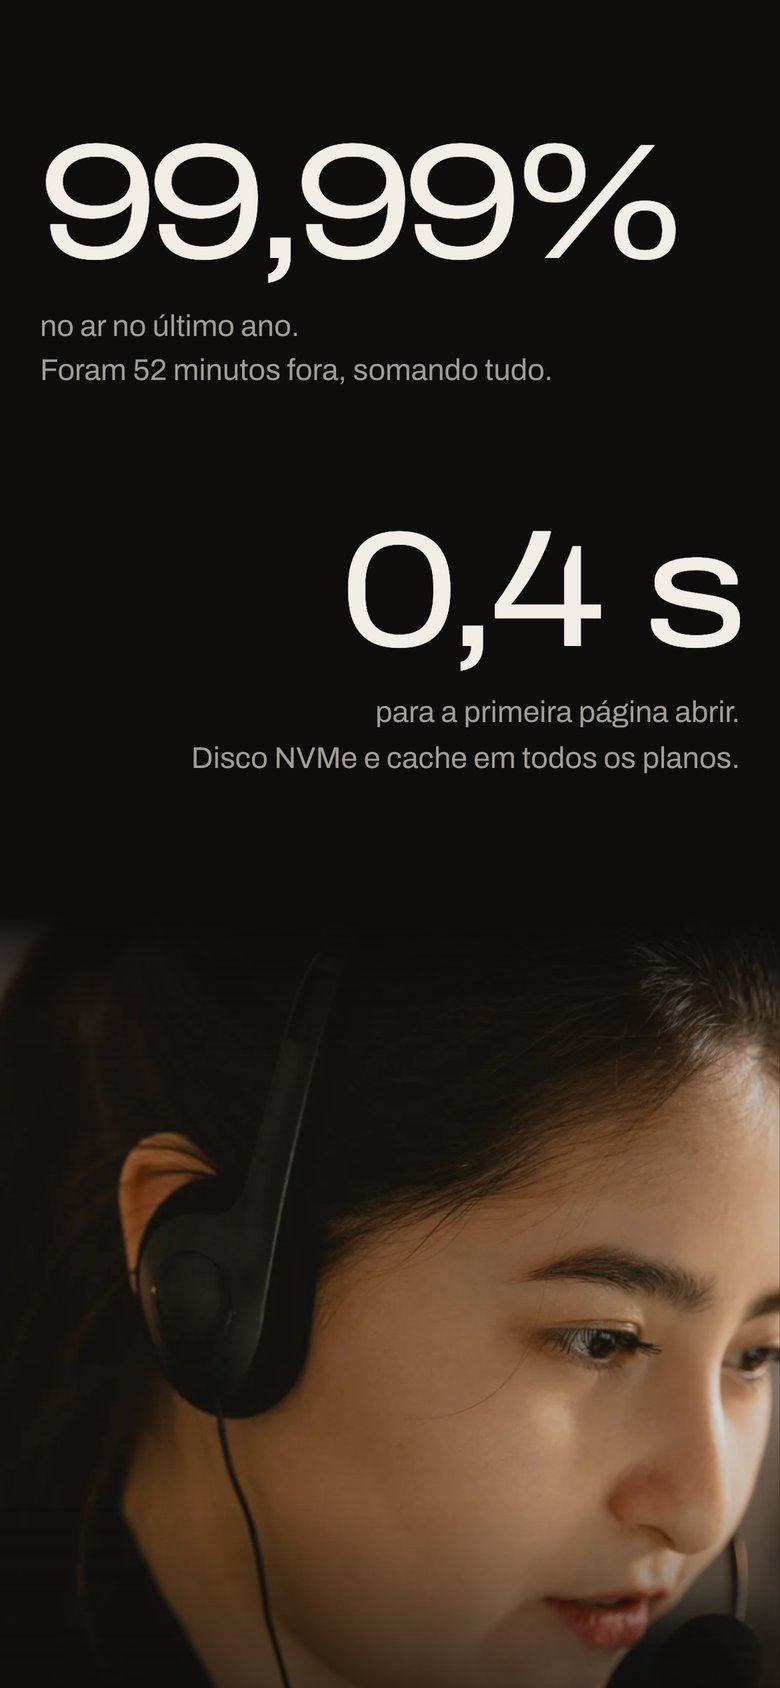 99,99%
no ar no último ano.
Foram 52 minutos fora, somando tudo.
0,4 s
para a primeira página abrir.
Disco NVMe e cache em todos os planos.